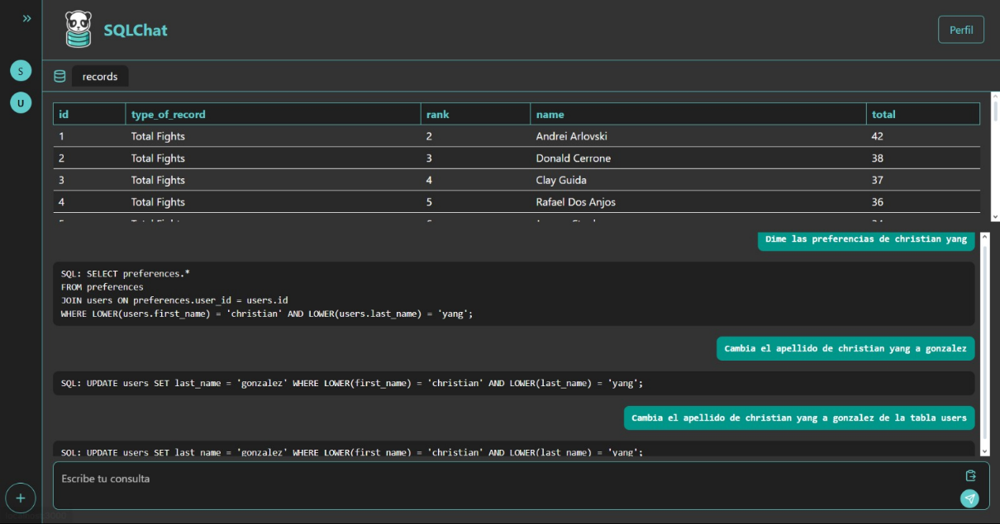 »
SQLChat
Perfil
S
records
U
id type_of_record rank name total
1 Total Fights 2 Andrei Arlovski 42
2 Total Fights 3 Donald Cerrone 38
3 Total Fights 4 Clay Guida 37
4 Total Fights 5 Rafael Dos Anjos 36
Dime las preferencias de christian yang
SQL: SELECT preferences.*
FROM preferences
JOIN users ON preferences.user_id = users.id
WHERE LOWER(users.first_name) = 'christian' AND LOWER(users.last_name) = 'yang';
Cambia el apellido de christian yang a gonzalez
SQL: UPDATE users SET last_name = 'gonzalez' WHERE LOWER(first_name) = 'christian' AND LOWER(last_name) = 'yang';
Cambia el apellido de christian yang a gonzalez de la tabla users
SQL: UPDATE users SET last_name = 'gonzalez' WHERE LOWER(first_name) = 'christian' AND LOWER(last_name) = 'yang';
Escribe tu consulta
+